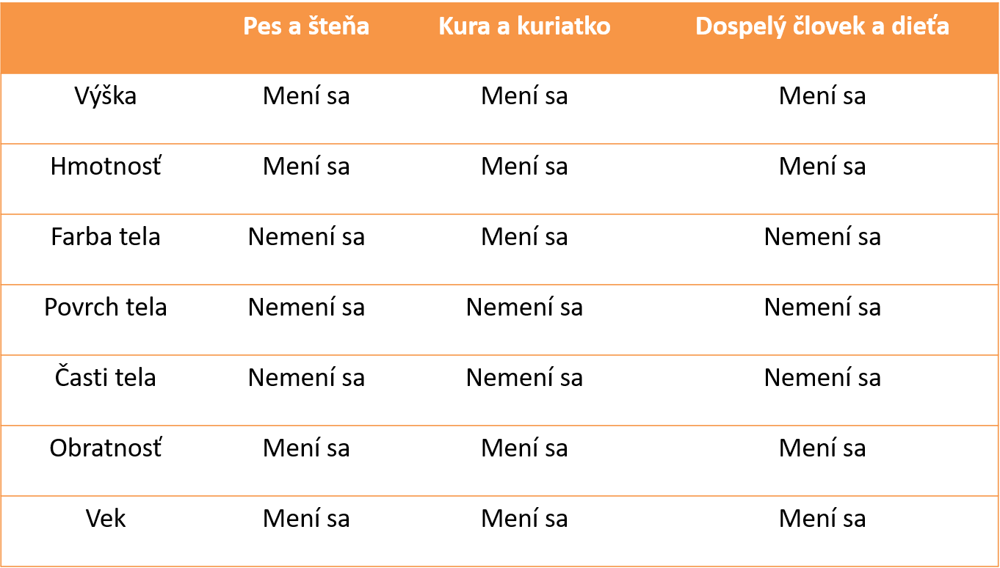 Pes a šteňa Kura a kuriatko Dospelý človek a dieťa
Výška Mení sa Mení sa Mení sa
Hmotnosť Mení sa Mení sa Mení sa
Farba tela Nemení sa Mení sa Nemení sa
Povrch tela Nemení sa Nemení sa Nemení sa
Časti tela Nemení sa Nemení sa Nemení sa
Obratnosť Mení sa Mení sa Mení sa
Vek Mení sa Mení sa Mení sa